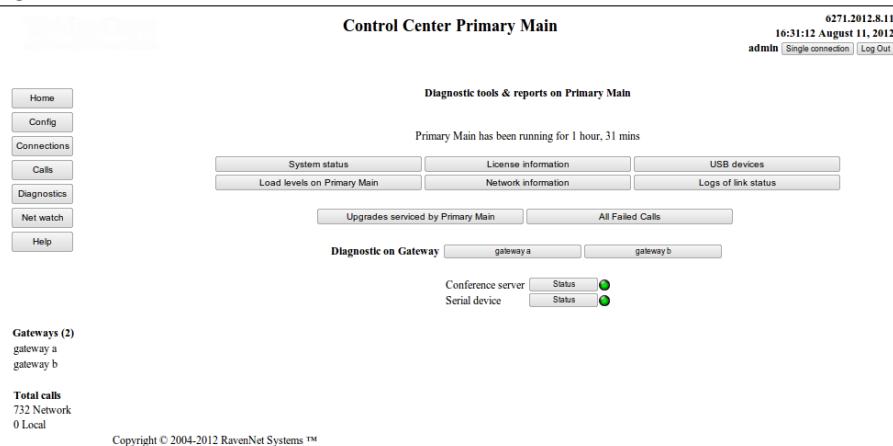 Control Center Primary Main
6271.2012.8.11
16:31:12 August 11, 2012
admin Single connection Log Out
Home
Config
Connections
Calls
Diagnostics
Net watch
Help
Diagnostic tools & reports on Primary Main
Primary Main has been running for 1 hour, 31 mins
System status License information USB devices
Load levels on Primary Main Network information Logs of link status
Upgrades serviced by Primary Main All Failed Calls
Diagnostic on Gateway gateway a gateway b
Conference server Status
Serial device Status
Gateways (2)
gateway a
gateway b
Total calls
732 Network
0 Local
Copyright © 2004-2012 RavenNet Systems ™